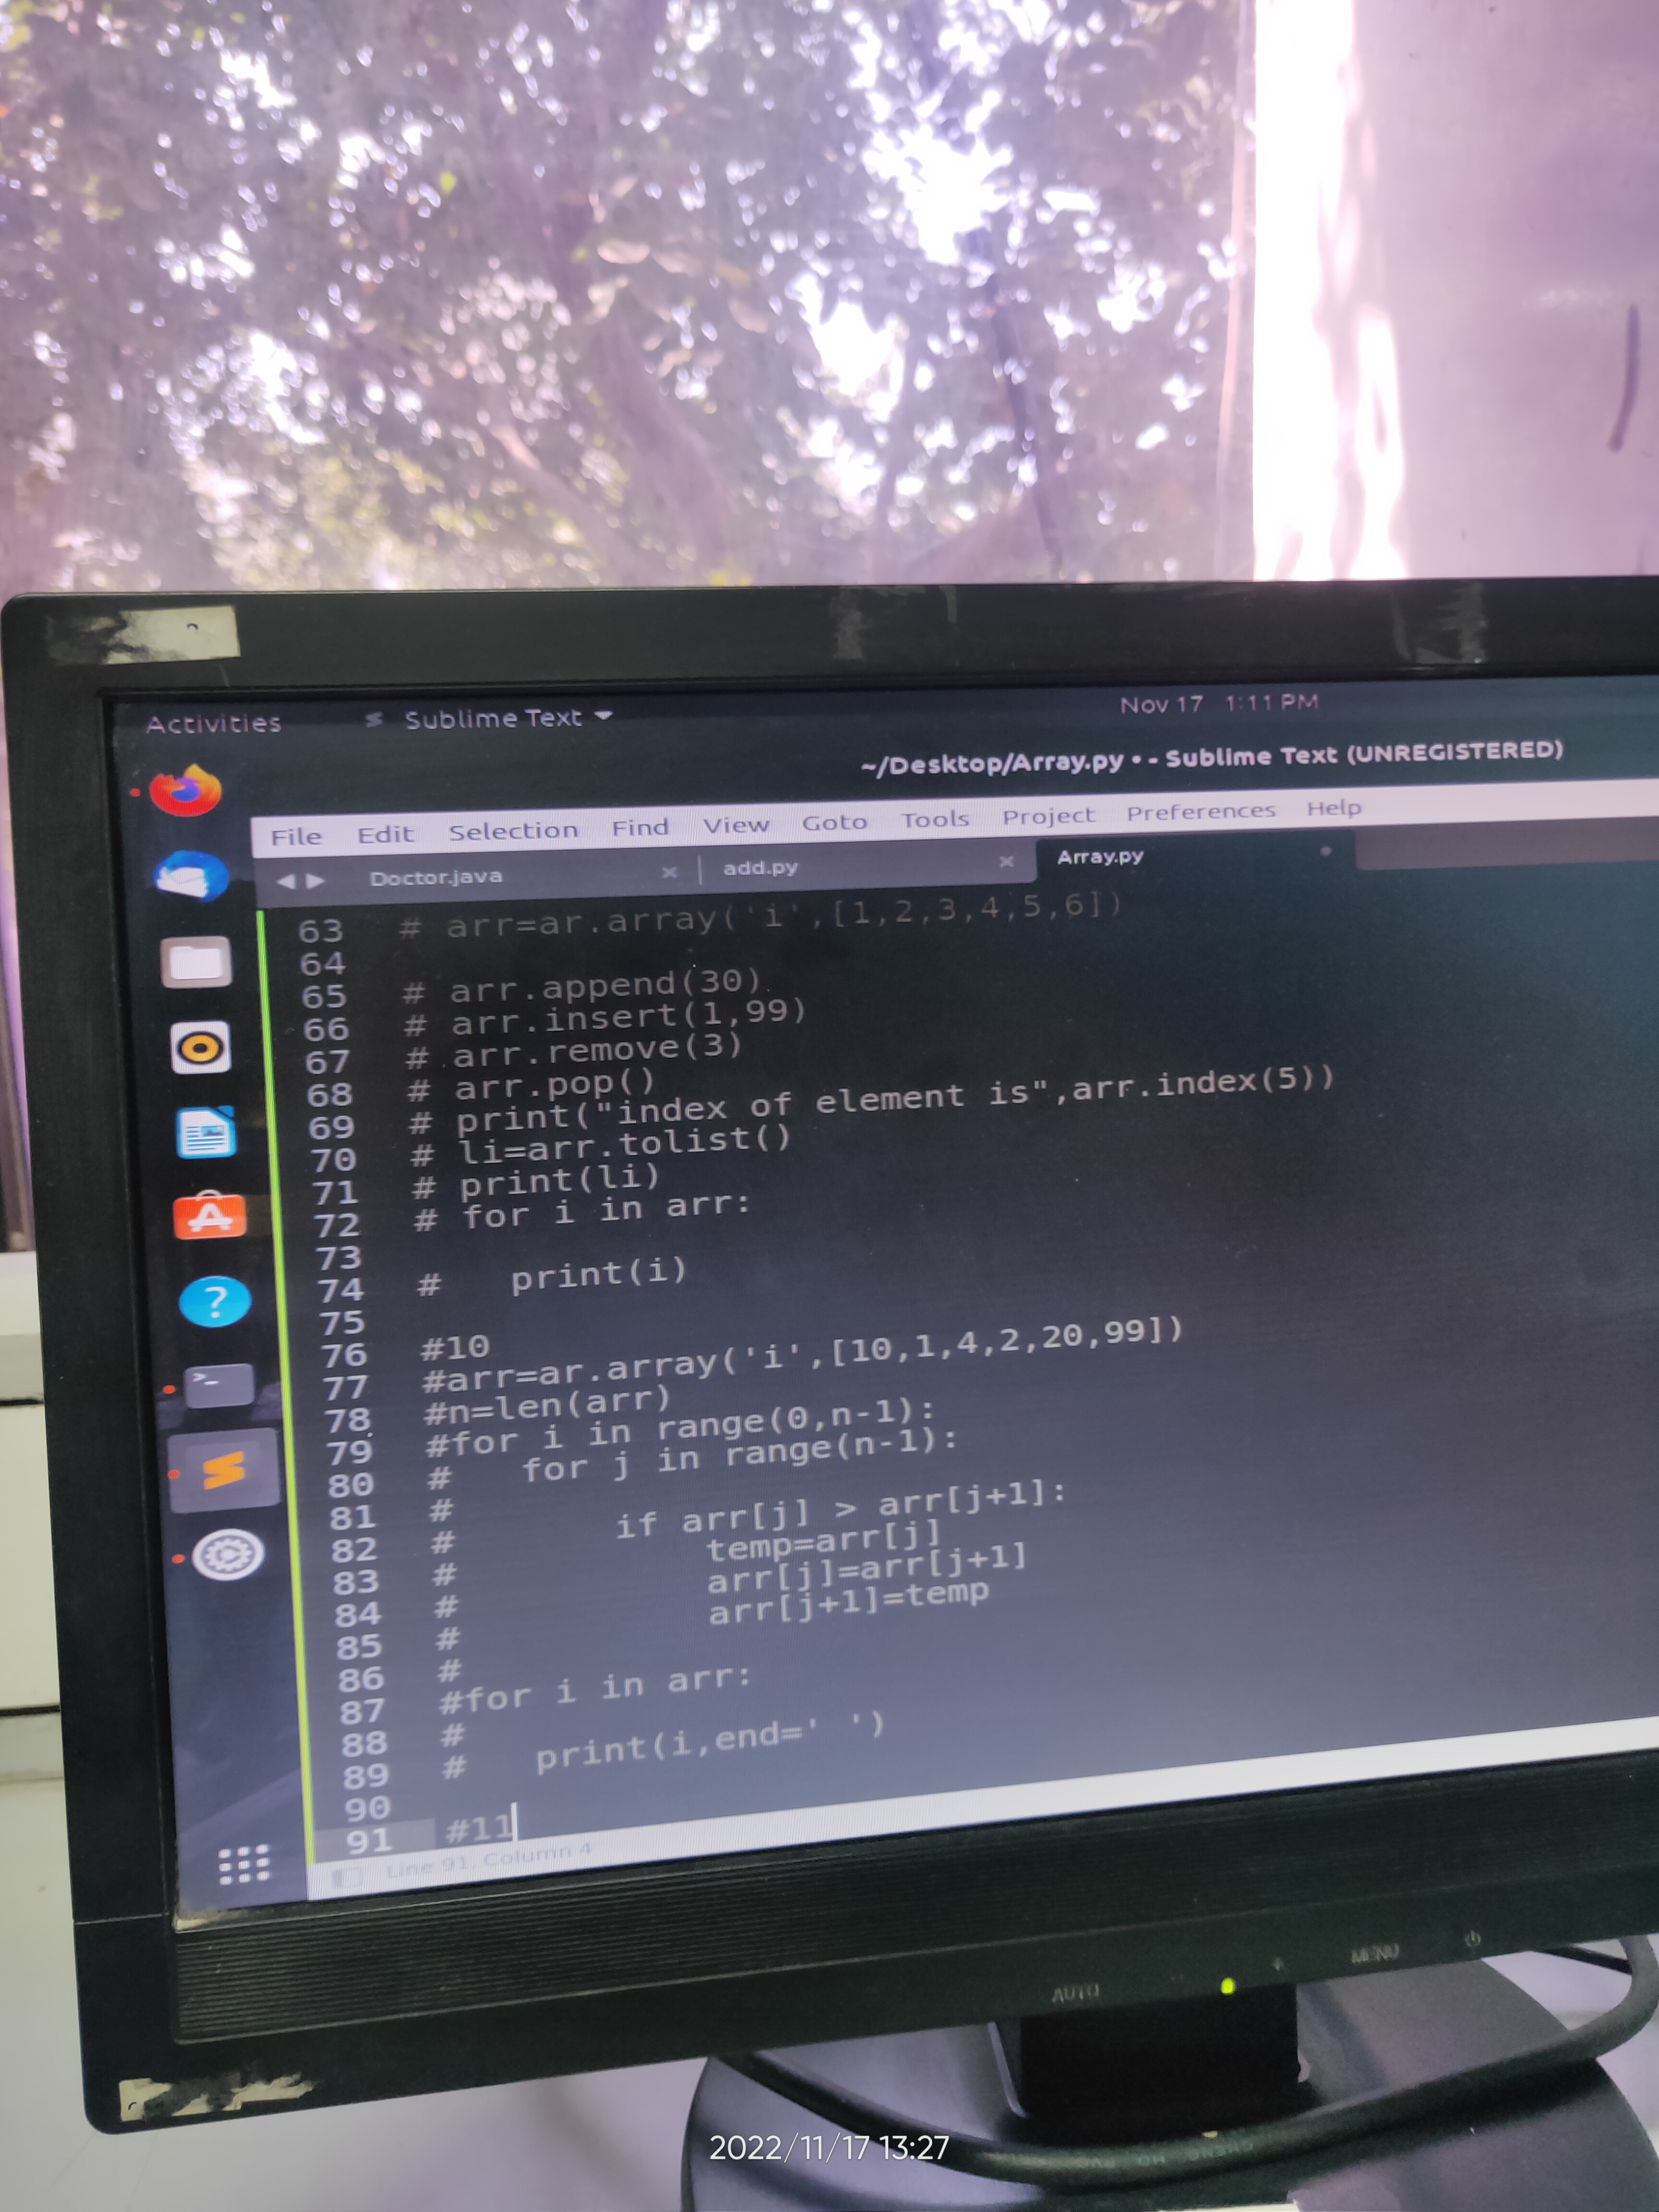 Activities Sublime Text Nov 17 1:11 PM
~/Desktop/Array.py • - Sublime Text (UNREGISTERED)
File Edit Selection Find View Goto Tools Project Preferences Help
Doctor.java add.py Array.py
63 # arr=ar.array('i',[1,2,3,4,5,6])
64
65 # arr.append(30)
66 # arr.insert(1,99)
67 # arr.remove(3)
68 # arr.pop()
69 # print("index of element is",arr.index(5))
70 # li=arr.tolist()
71 # print(li)
72 # for i in arr:
73
74 #   print(i)
75
76 #10
77 #arr=ar.array('i',[10,1,4,2,20,99])
78 #n=len(arr)
79 #for i in range(0,n-1):
80 #   for j in range(n-1):
81 #
82 #       if arr[j] > arr[j+1]:
83 #           temp=arr[j]
84 #           arr[j]=arr[j+1]
85 #           arr[j+1]=temp
86 #
87 #for i in arr:
88 #
89 #   print(i,end=' ')
90
91 #11
Line 91, Column 4
AUTO MENU
2022/11/17 13:27